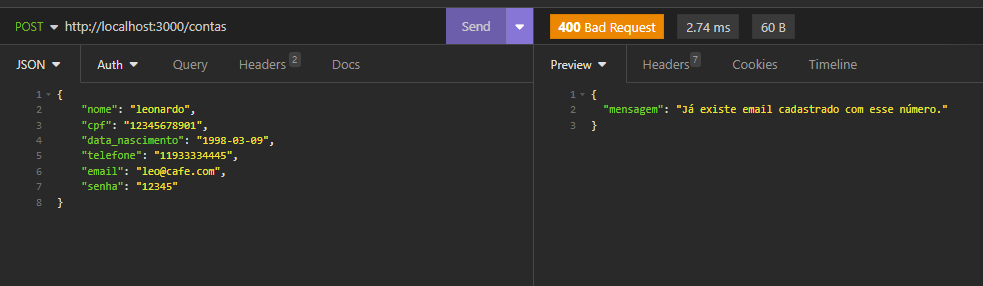 POST http://localhost:3000/contas Send
400 Bad Request 2.74 ms 60 B
JSON Auth Query Headers 2 Docs
Preview Headers 7 Cookies Timeline
1 {
2 "nome": "leonardo",
3 "cpf": "12345678901",
4 "data_nascimento": "1998-03-09",
5 "telefone": "11933334445",
6 "email": "leo@cafe.com",
7 "senha": "12345"
8 }
1 {
2 "mensagem": "Já existe email cadastrado com esse número."
3 }